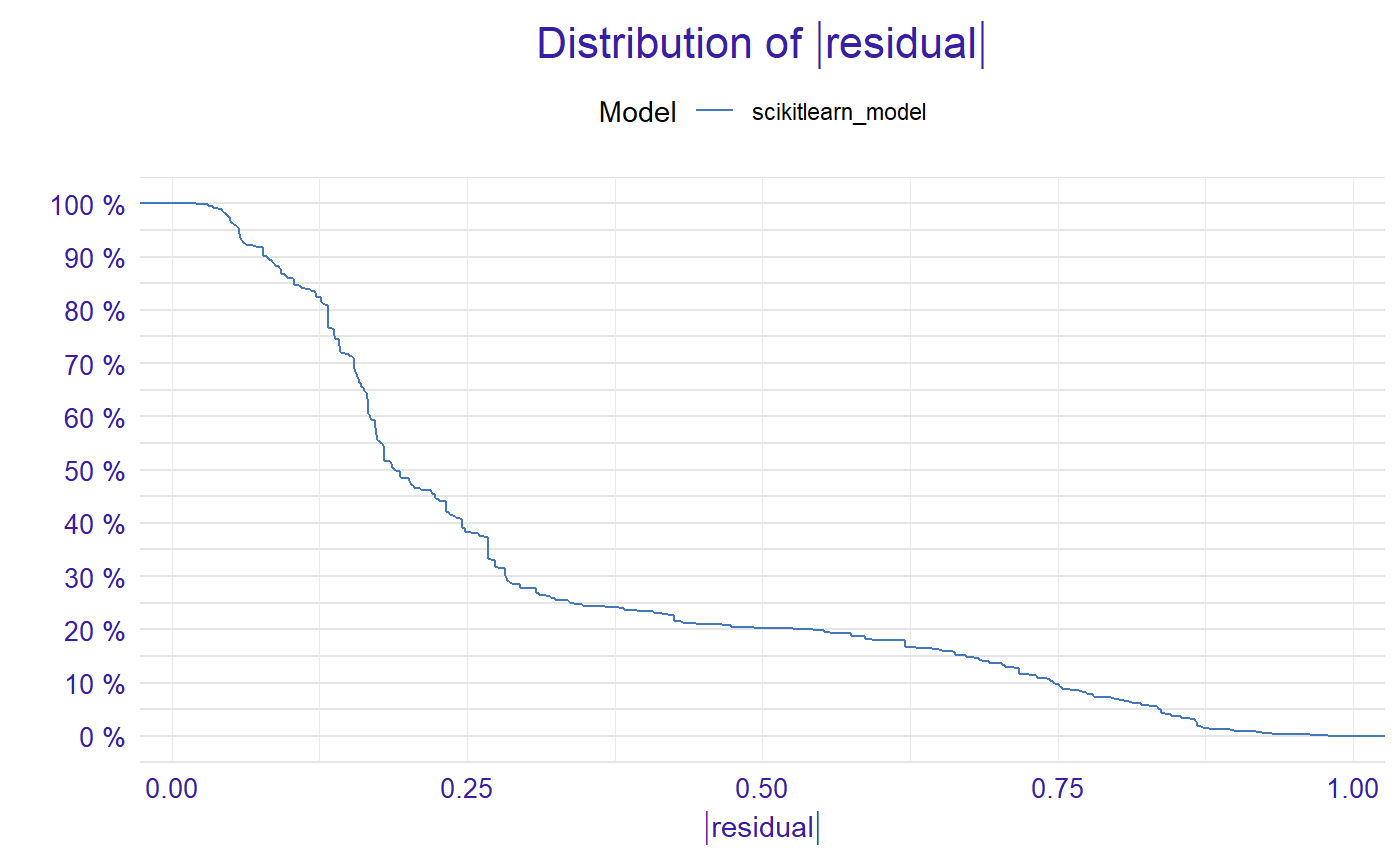 Distribution of |residual|
Model scikitlearn_model
100 %
90 %
80 %
70 %
60 %
50 %
40 %
30 %
20 %
10 %
0 %
0.00 0.25 0.50 0.75 1.00
|residual|